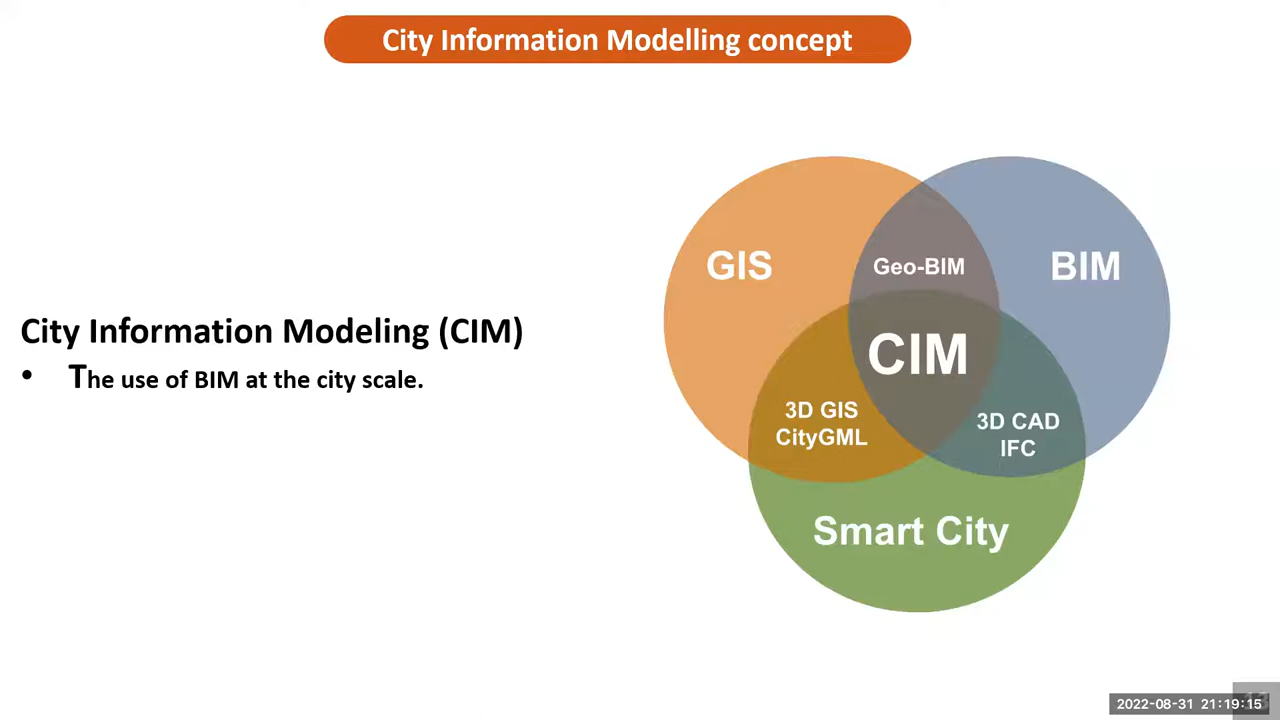 City Information Modelling concept
City Information Modeling (CIM)
• The use of BIM at the city scale.
GIS
Geo-BIM
BIM
CIM
3D GIS
CityGML
3D CAD
IFC
Smart City
2022-08-31 21:19:15